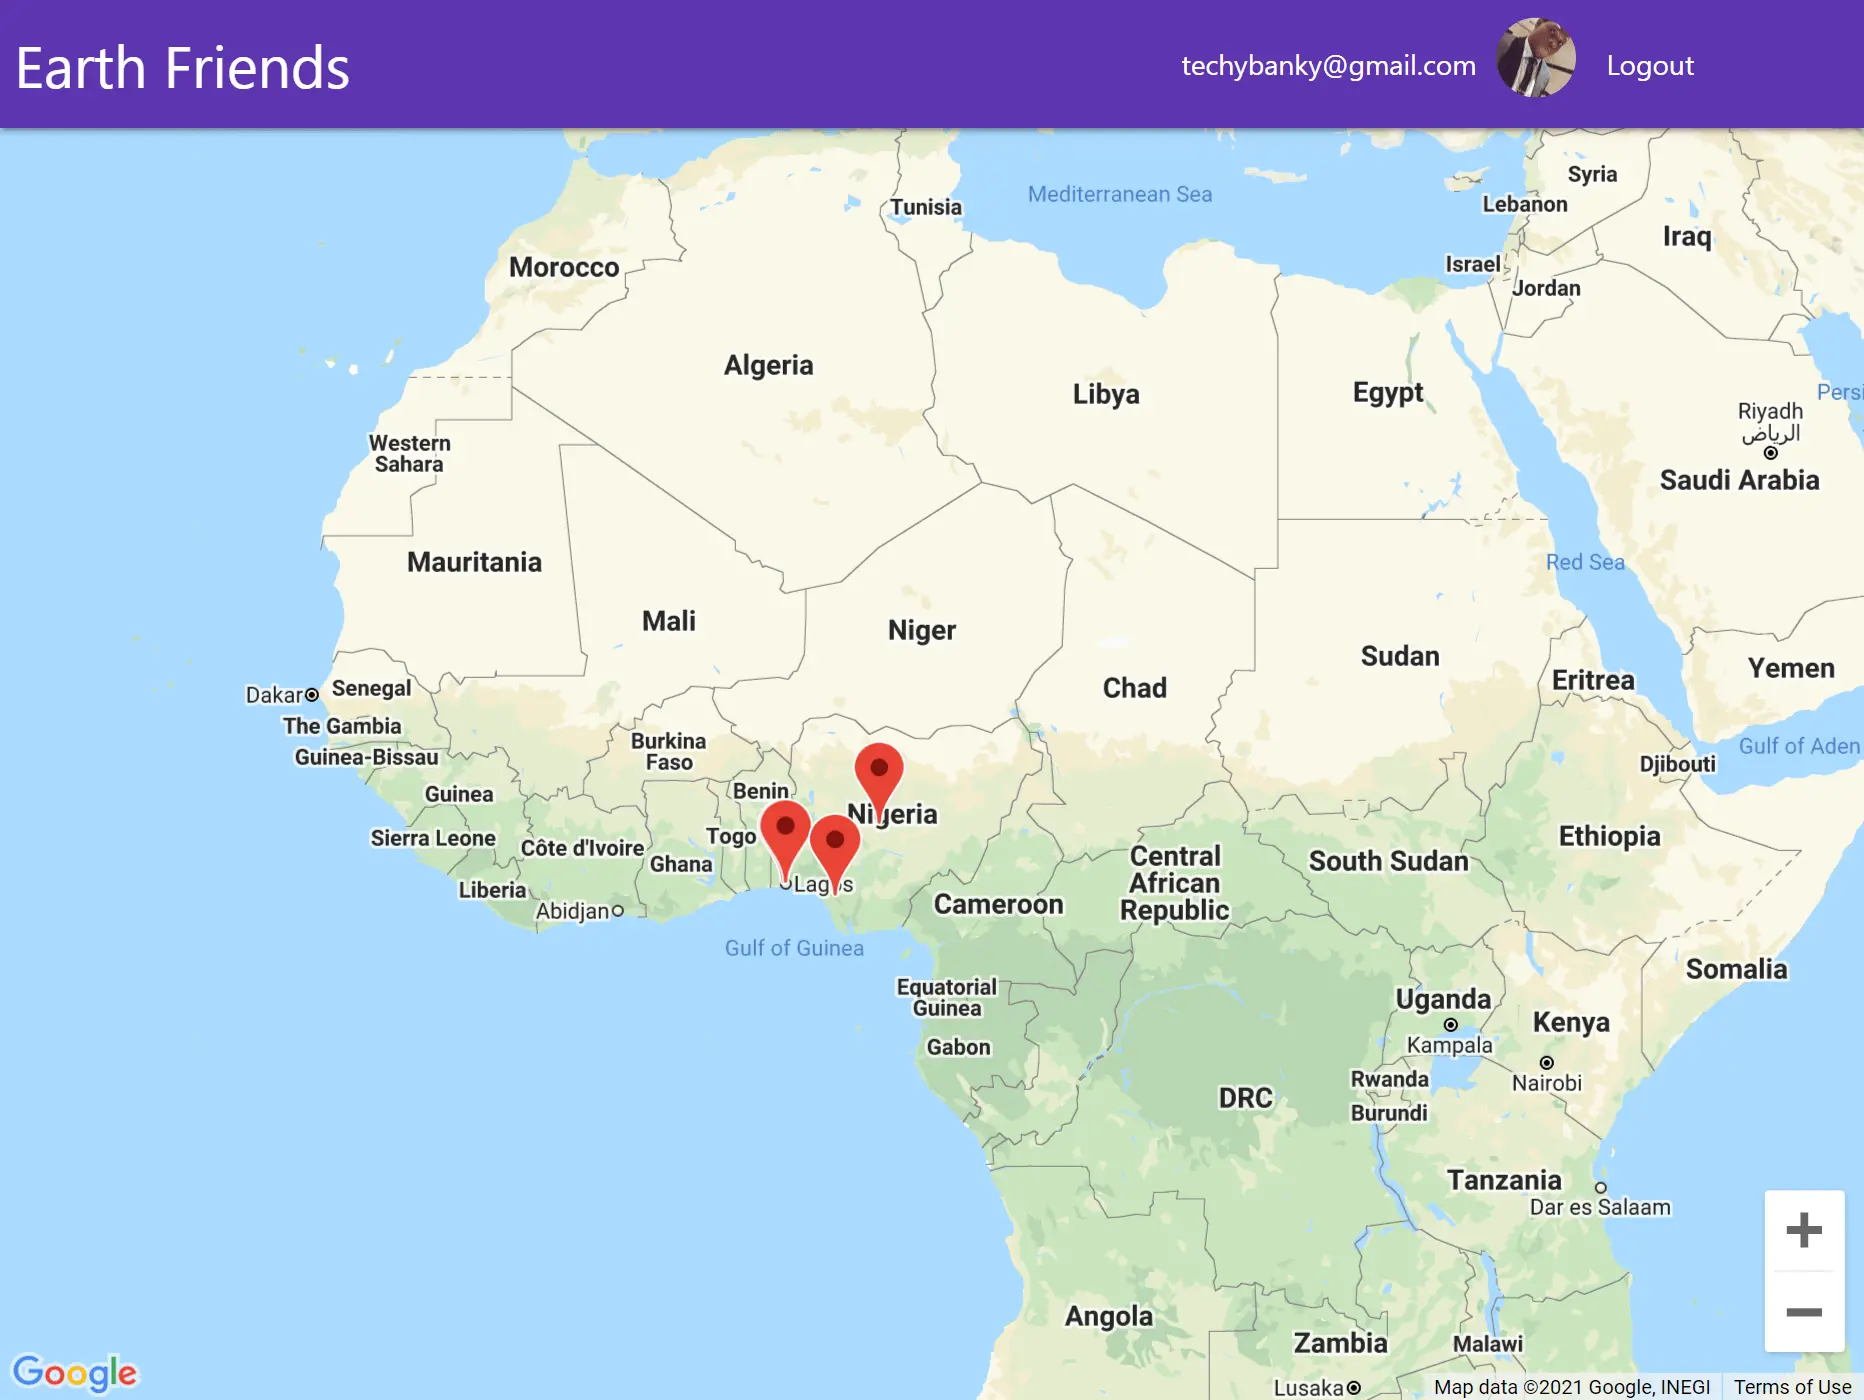 Earth Friends
techybanky@gmail.com
Logout
Syria
Lebanon
Mediterranean Sea
Tunisia
Iraq
Morocco
Israel
Jordan
Algeria
Libya
Egypt
Persi
Riyadh
الرياض
Western
Sahara
Saudi Arabia
Mauritania
Red Sea
Mali
Niger
Sudan
Yemen
Eritrea
Chad
Dakar
Senegal
The Gambia
Burkina
Faso
Gulf of Aden
Guinea-Bissau
Djibouti
Benin
Guinea
Nigeria
Togo
Sierra Leone
Côte d'Ivoire
Ghana
Ethiopia
Central
African
Republic
South Sudan
Lagos
Liberia
Abidjan
Cameroon
Gulf of Guinea
Somalia
Equatorial
Guinea
Uganda
Kenya
Gabon
Kampala
Rwanda
Nairobi
DRC
Burundi
Tanzania
Dar es Salaam
Angola
Zambia
Malawi
Google
Lusaka
Map data ©2021 Google, INEGI
Terms of Use